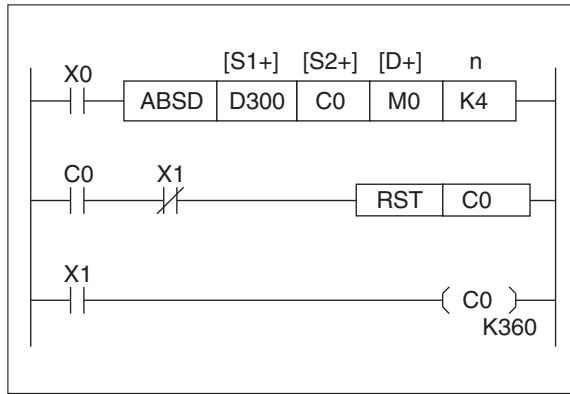 [S1+] [S2+] [D+] n
X0
ABSD D300 C0 M0 K4
C0 X1
RST C0
X1
C0
K360